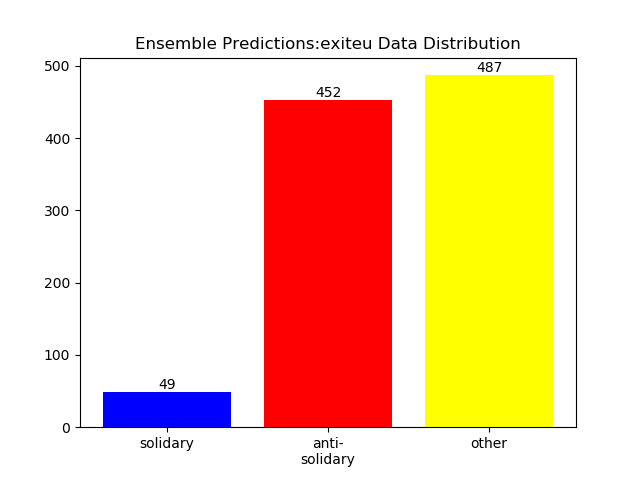 Ensemble Predictions:exiteu Data Distribution
500
400
300
200
100
0
49
452
487
solidary
anti-
solidary
other